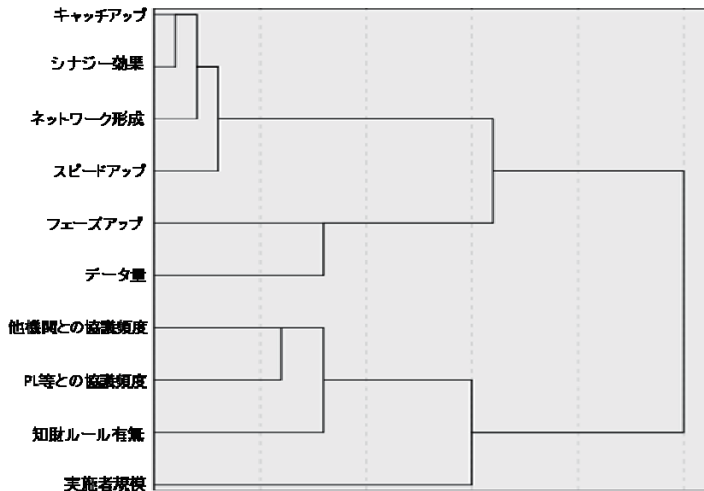 キャッチアップ
シナジー効果
ネットワーク形成
スピードアップ
フェーズアップ
データ量
他機関との協議頻度
PL等との協議頻度
知財ルール有無
実施者規模